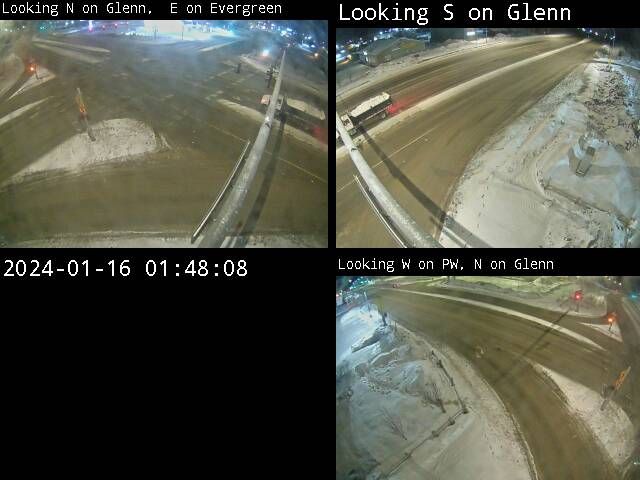 Looking N on Glenn,  E on Evergreen
Looking S on Glenn
2024-01-16 01:48:08
Looking W on PW, N on Glenn